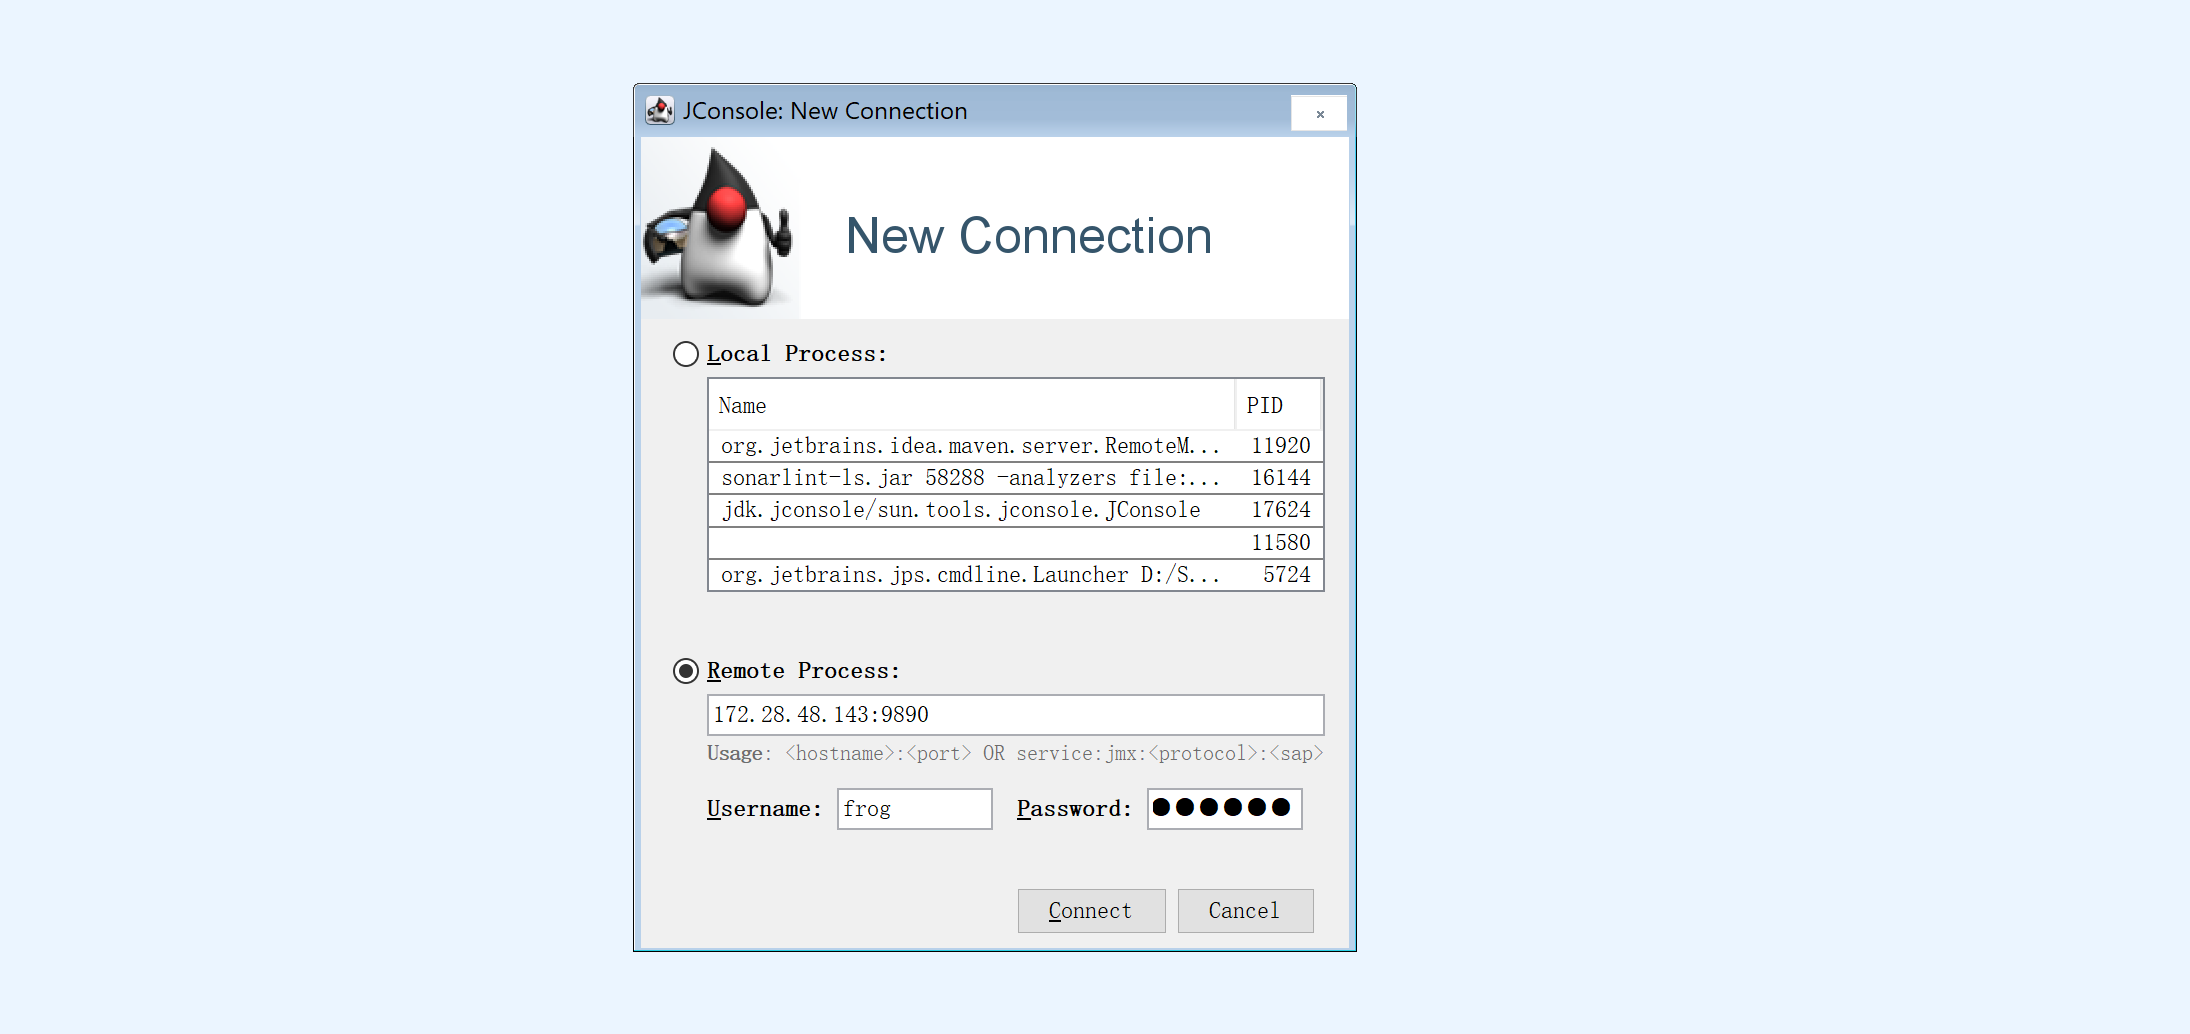 JConsole: New Connection
New Connection
Local Process:
Name PID
org.jetbrains.idea.maven.server.RemoteM... 11920
sonarlint-ls.jar 58288 -analyzers file:... 16144
jdk.jconsole/sun.tools.jconsole.JConsole 17624
11580
org.jetbrains.jps.cmdline.Launcher D:/S... 5724
Remote Process:
172.28.48.143:9890
Usage: <hostname>:<port> OR service:jmx:<protocol>:<sap>
Username: frog Password: ●●●●●●
Connect Cancel